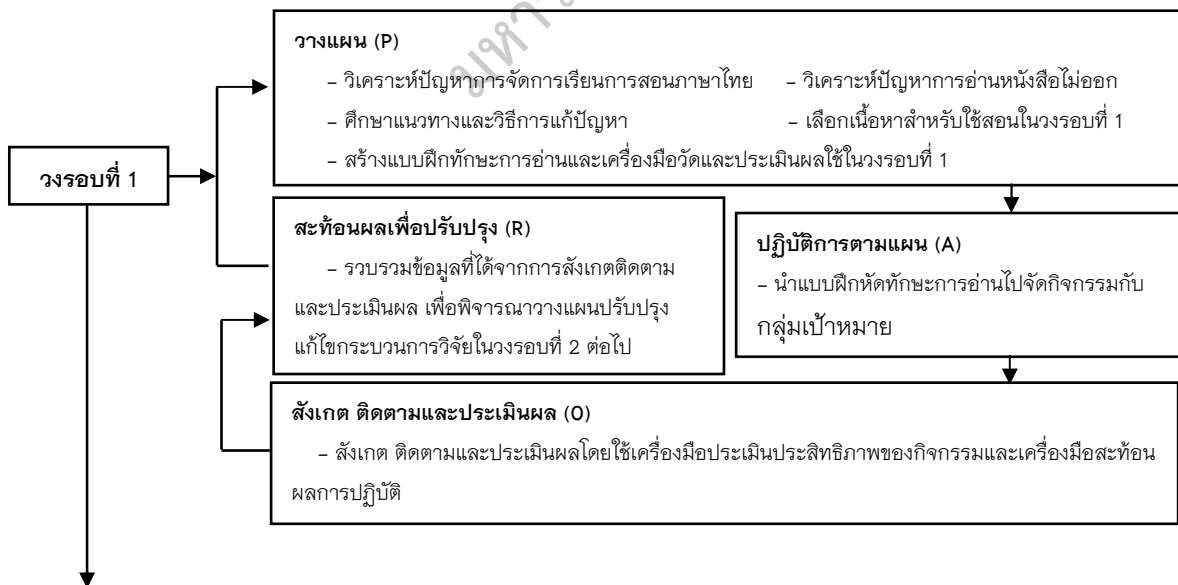 วางแผน (P)
– วิเคราะห์ปัญหาการจัดการเรียนการสอนภาษาไทย – วิเคราะห์ปัญหาการอ่านหนังสือไม่ออก
– ศึกษาแนวทางและวิธีการแก้ปัญหา – เลือกเนื้อหาสำหรับใช้สอนในวงรอบที่ 1
– สร้างแบบฝึกทักษะการอ่านและเครื่องมือวัดและประเมินผลใช้ในวงรอบที่ 1
วงรอบที่ 1
สะท้อนผลเพื่อปรับปรุง (R)
– รวบรวมข้อมูลที่ได้จากการสังเกตติดตาม
และประเมินผล เพื่อพิจารณาวางแผนปรับปรุง
แก้ไขกระบวนการวิจัยในวงรอบที่ 2 ต่อไป
ปฏิบัติการตามแผน (A)
– นำแบบฝึกหัดทักษะการอ่านไปจัดกิจกรรมกับ
กลุ่มเป้าหมาย
สังเกต ติดตามและประเมินผล (O)
– สังเกต ติดตามและประเมินผลโดยใช้เครื่องมือประเมินประสิทธิภาพของกิจกรรมและเครื่องมือสะท้อน
ผลการปฏิบัติ